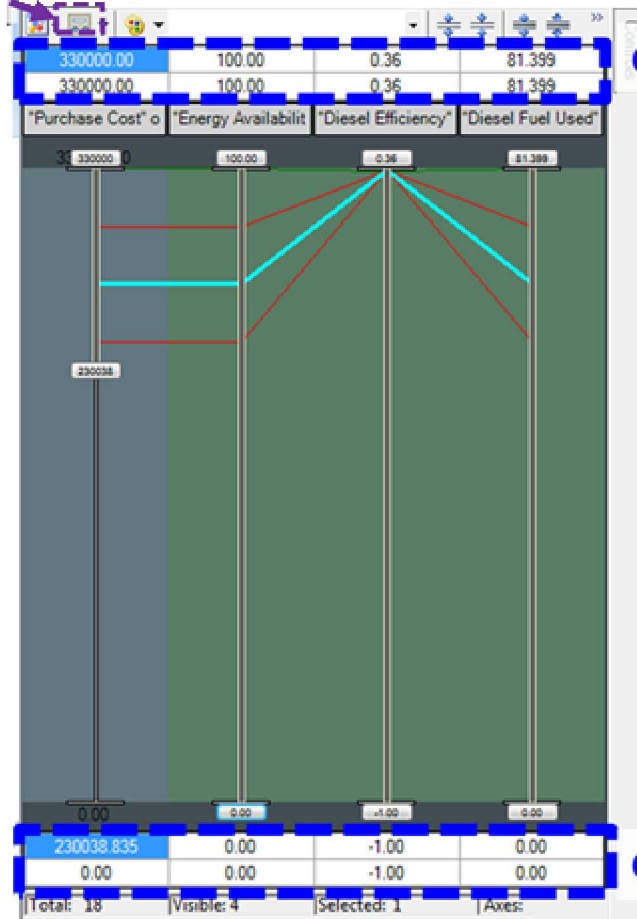 330000.00 100.00 0.36 81.399
330000.00 100.00 0.36 81.399
"Purchase Cost" o "Energy Availabilit "Diesel Efficiency" "Diesel Fuel Used"
330000 100.00 0.36 81.399
230038
0.00 0.00 -1.00 0.00
230038.835 0.00 -1.00 0.00
0.00 0.00 -1.00 0.00
Total: 18 Visible: 4 Selected: 1 Axes: